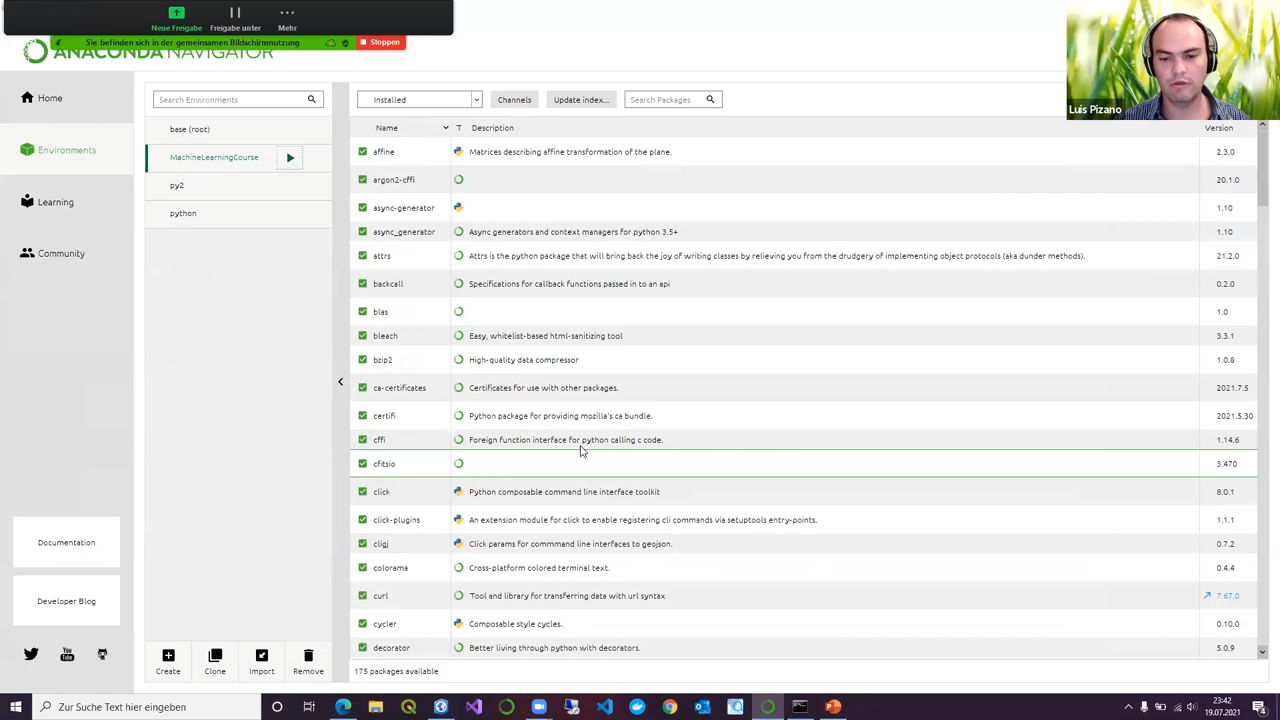 Neue Freigabe
Freigabe unter
Mehr
Sie befinden sich in der gemeinsamen Bildschirmnutzung
Stoppen
ANACONDA NAVIGATOR
Luis Pizano
Home
Environments
Learning
Community
Documentation
Developer Blog
Search Environments
base (root)
MachineLearningCourse
py2
python
Create
Clone
Import
Remove
Installed
Channels
Update index...
Search Packages
Name T Description Version
affine Matrices describing affine transformation of the plane. 2.3.0
argon2-cffi 20.1.0
async-generator 1.10
async_generator Async generators and context managers for python 3.5+ 1.10
attrs Attrs is the python package that will bring back the joy of writing classes by relieving you from the drudgery of implementing object protocols (aka dunder methods). 21.2.0
backcall Specifications for callback functions passed in to an api 0.2.0
blas 1.0
bleach Easy, whitelist-based html-sanitizing tool 3.3.1
bzip2 High-quality data compressor 1.0.8
ca-certificates Certificates for use with other packages. 2021.7.5
certifi Python package for providing mozilla's ca bundle. 2021.5.30
cffi Foreign function interface for python calling c code. 1.14.6
cfitsio 3.470
click Python composable command line interface toolkit 8.0.1
click-plugins An extension module for click to enable registering cli commands via setuptools entry-points. 1.1.1
cligj Click params for commmand line interfaces to geojson. 0.7.2
colorama Cross-platform colored terminal text. 0.4.4
curl Tool and library for transferring data with url syntax 7.67.0
cycler Composable style cycles. 0.10.0
decorator Better living through python with decorators. 5.0.9
175 packages available
Zur Suche Text hier eingeben
23:42
19.07.2021